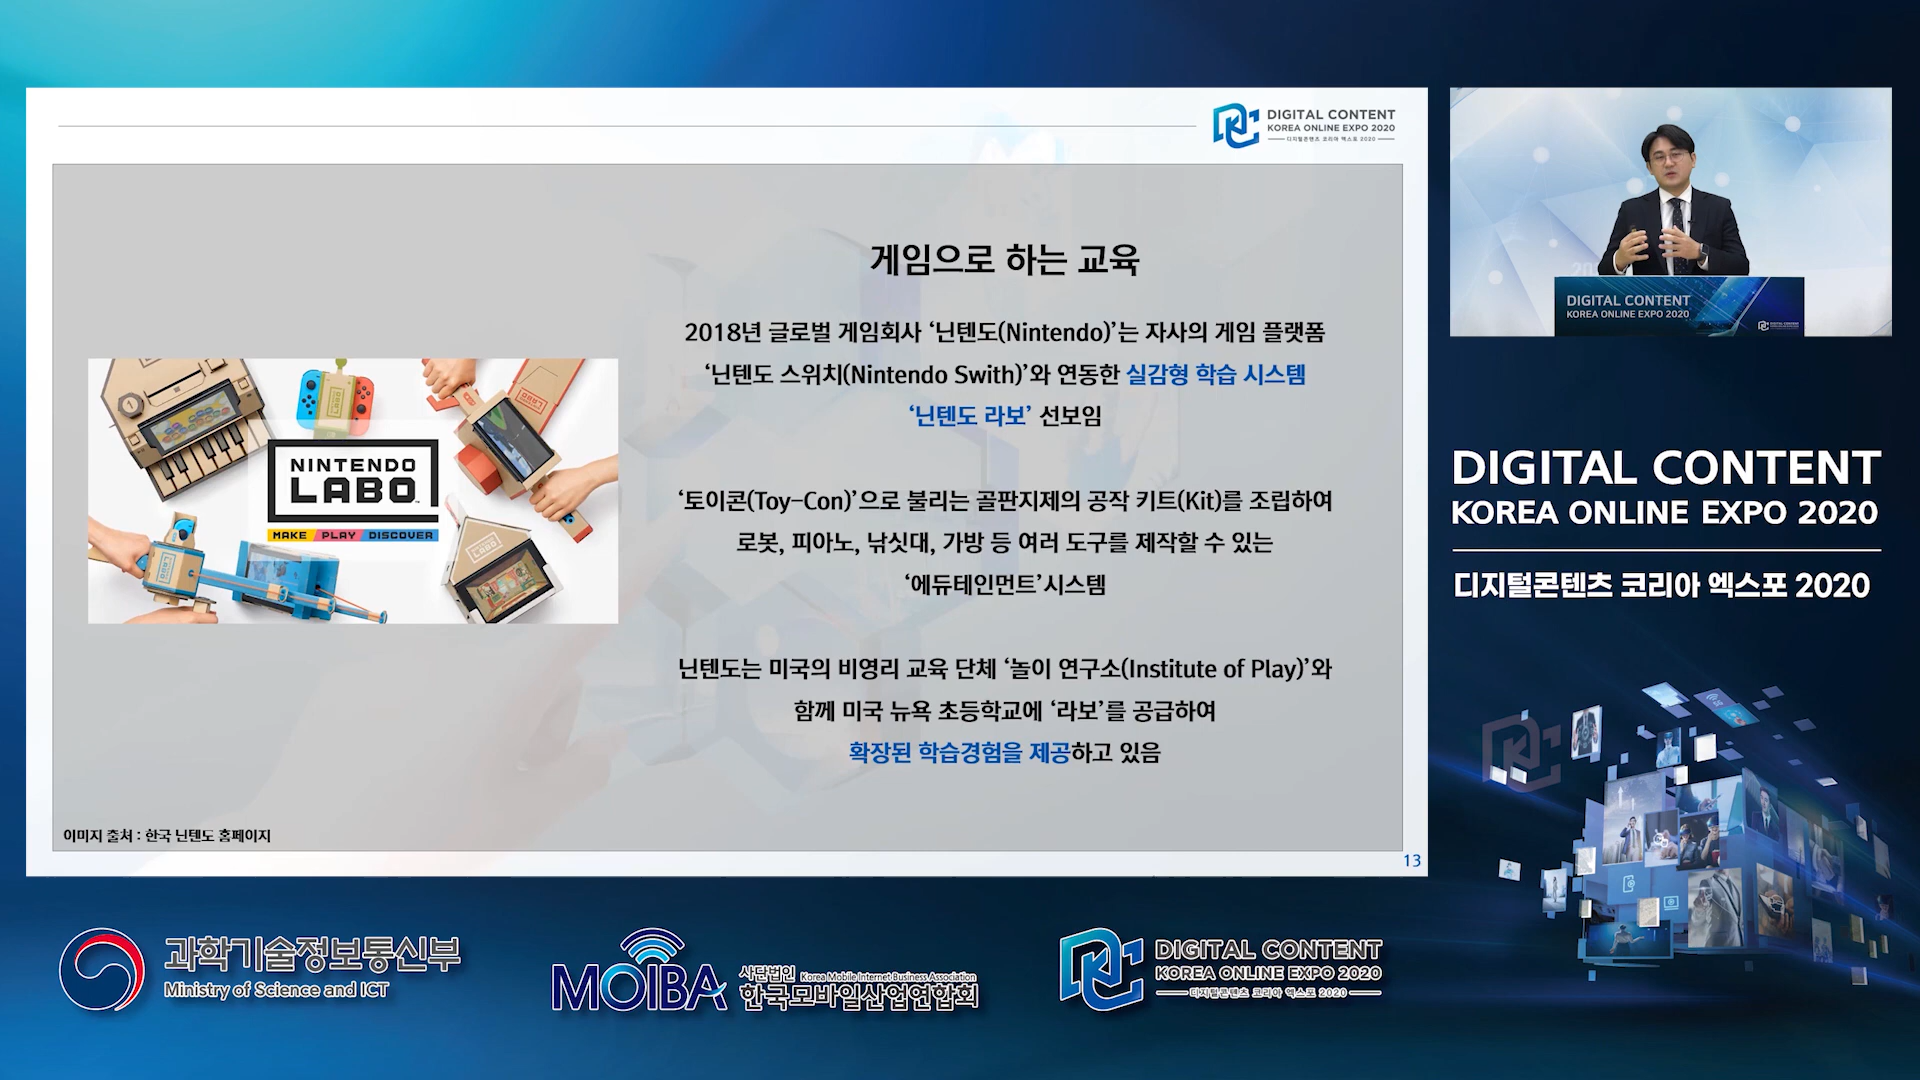 DIGITAL CONTENT
KOREA ONLINE EXPO 2020
디지털콘텐츠 코리아 엑스포 2020
게임으로 하는 교육
2018년 글로벌 게임회사 ‘닌텐도(Nintendo)’는 자사의 게임 플랫폼
‘닌텐도 스위치(Nintendo Swith)’와 연동한 실감형 학습 시스템
‘닌텐도 라보’ 선보임
‘토이콘(Toy-Con)’으로 불리는 골판지제의 공작 키트(Kit)를 조립하여
로봇, 피아노, 낚싯대, 가방 등 여러 도구를 제작할 수 있는
‘에듀테인먼트’시스템
닌텐도는 미국의 비영리 교육 단체 ‘놀이 연구소(Institute of Play)’와
함께 미국 뉴욕 초등학교에 ‘라보’를 공급하여
확장된 학습경험을 제공하고 있음
NINTENDO
LABO
MAKE PLAY DISCOVER
이미지 출처 : 한국 닌텐도 홈페이지
13
DIGITAL CONTENT
KOREA ONLINE EXPO 2020
DIGITAL CONTENT
KOREA ONLINE EXPO 2020
디지털콘텐츠 코리아 엑스포 2020
과학기술정보통신부
Ministry of Science and ICT
MOIBA
사단법인 Korea Mobile Internet Business Association
한국모바일산업연합회
DIGITAL CONTENT
KOREA ONLINE EXPO 2020
디지털콘텐츠 코리아 엑스포 2020